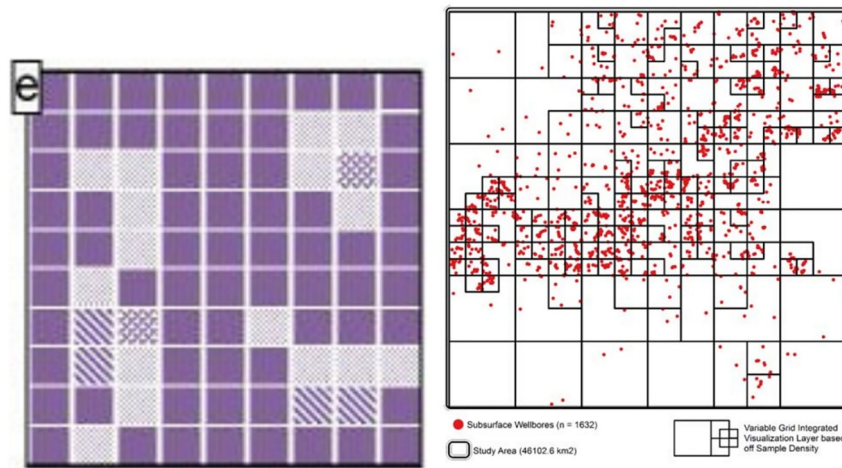 e
Subsurface Wellbores (n = 1632)
Study Area (46102.6 km2)
Variable Grid Integrated
Visualization Layer based
off Sample Density